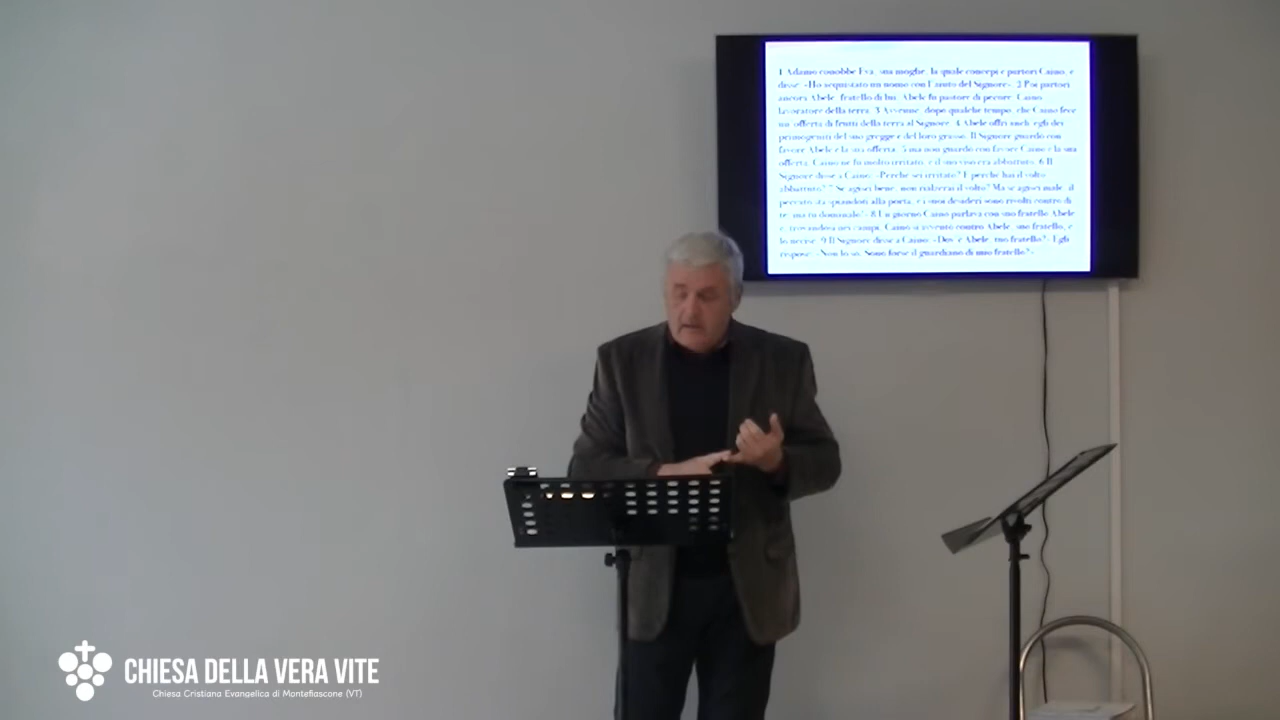 1 Adamo conobbe Eva, sua moglie, la quale concepì e partorì Caino, e
disse: «Ho acquistato un uomo con l'aiuto del Signore». 2 Poi partorì
ancora Abele, fratello di lui. Abele fu pastore di pecore; Caino
lavoratore della terra. 3 Avvenne, dopo qualche tempo, che Caino fece
un'offerta di frutti della terra al Signore. 4 Abele offrì anch'egli dei
primogeniti del suo gregge e del loro grasso. Il Signore guardò con
favore Abele e la sua offerta, 5 ma non guardò con favore Caino e la sua
offerta. Caino ne fu molto irritato, e il suo viso era abbattuto. 6 Il
Signore disse a Caino: «Perché sei irritato? E perché hai il volto
abbattuto? 7 Se agisci bene, non rialzerai il volto? Ma se agisci male, il
peccato sta spiandoti alla porta, e i suoi desideri sono rivolti contro di
te; ma tu dominalo!» 8 Un giorno Caino parlava con suo fratello Abele
e, trovandosi nei campi, Caino si avventò contro Abele, suo fratello, e
lo uccise. 9 Il Signore disse a Caino: «Dov'è Abele, tuo fratello?» Egli
rispose: «Non lo so. Sono forse il guardiano di mio fratello?»
CHIESA DELLA VERA VITE
Chiesa Cristiana Evangelica di Montefiascone (VT)